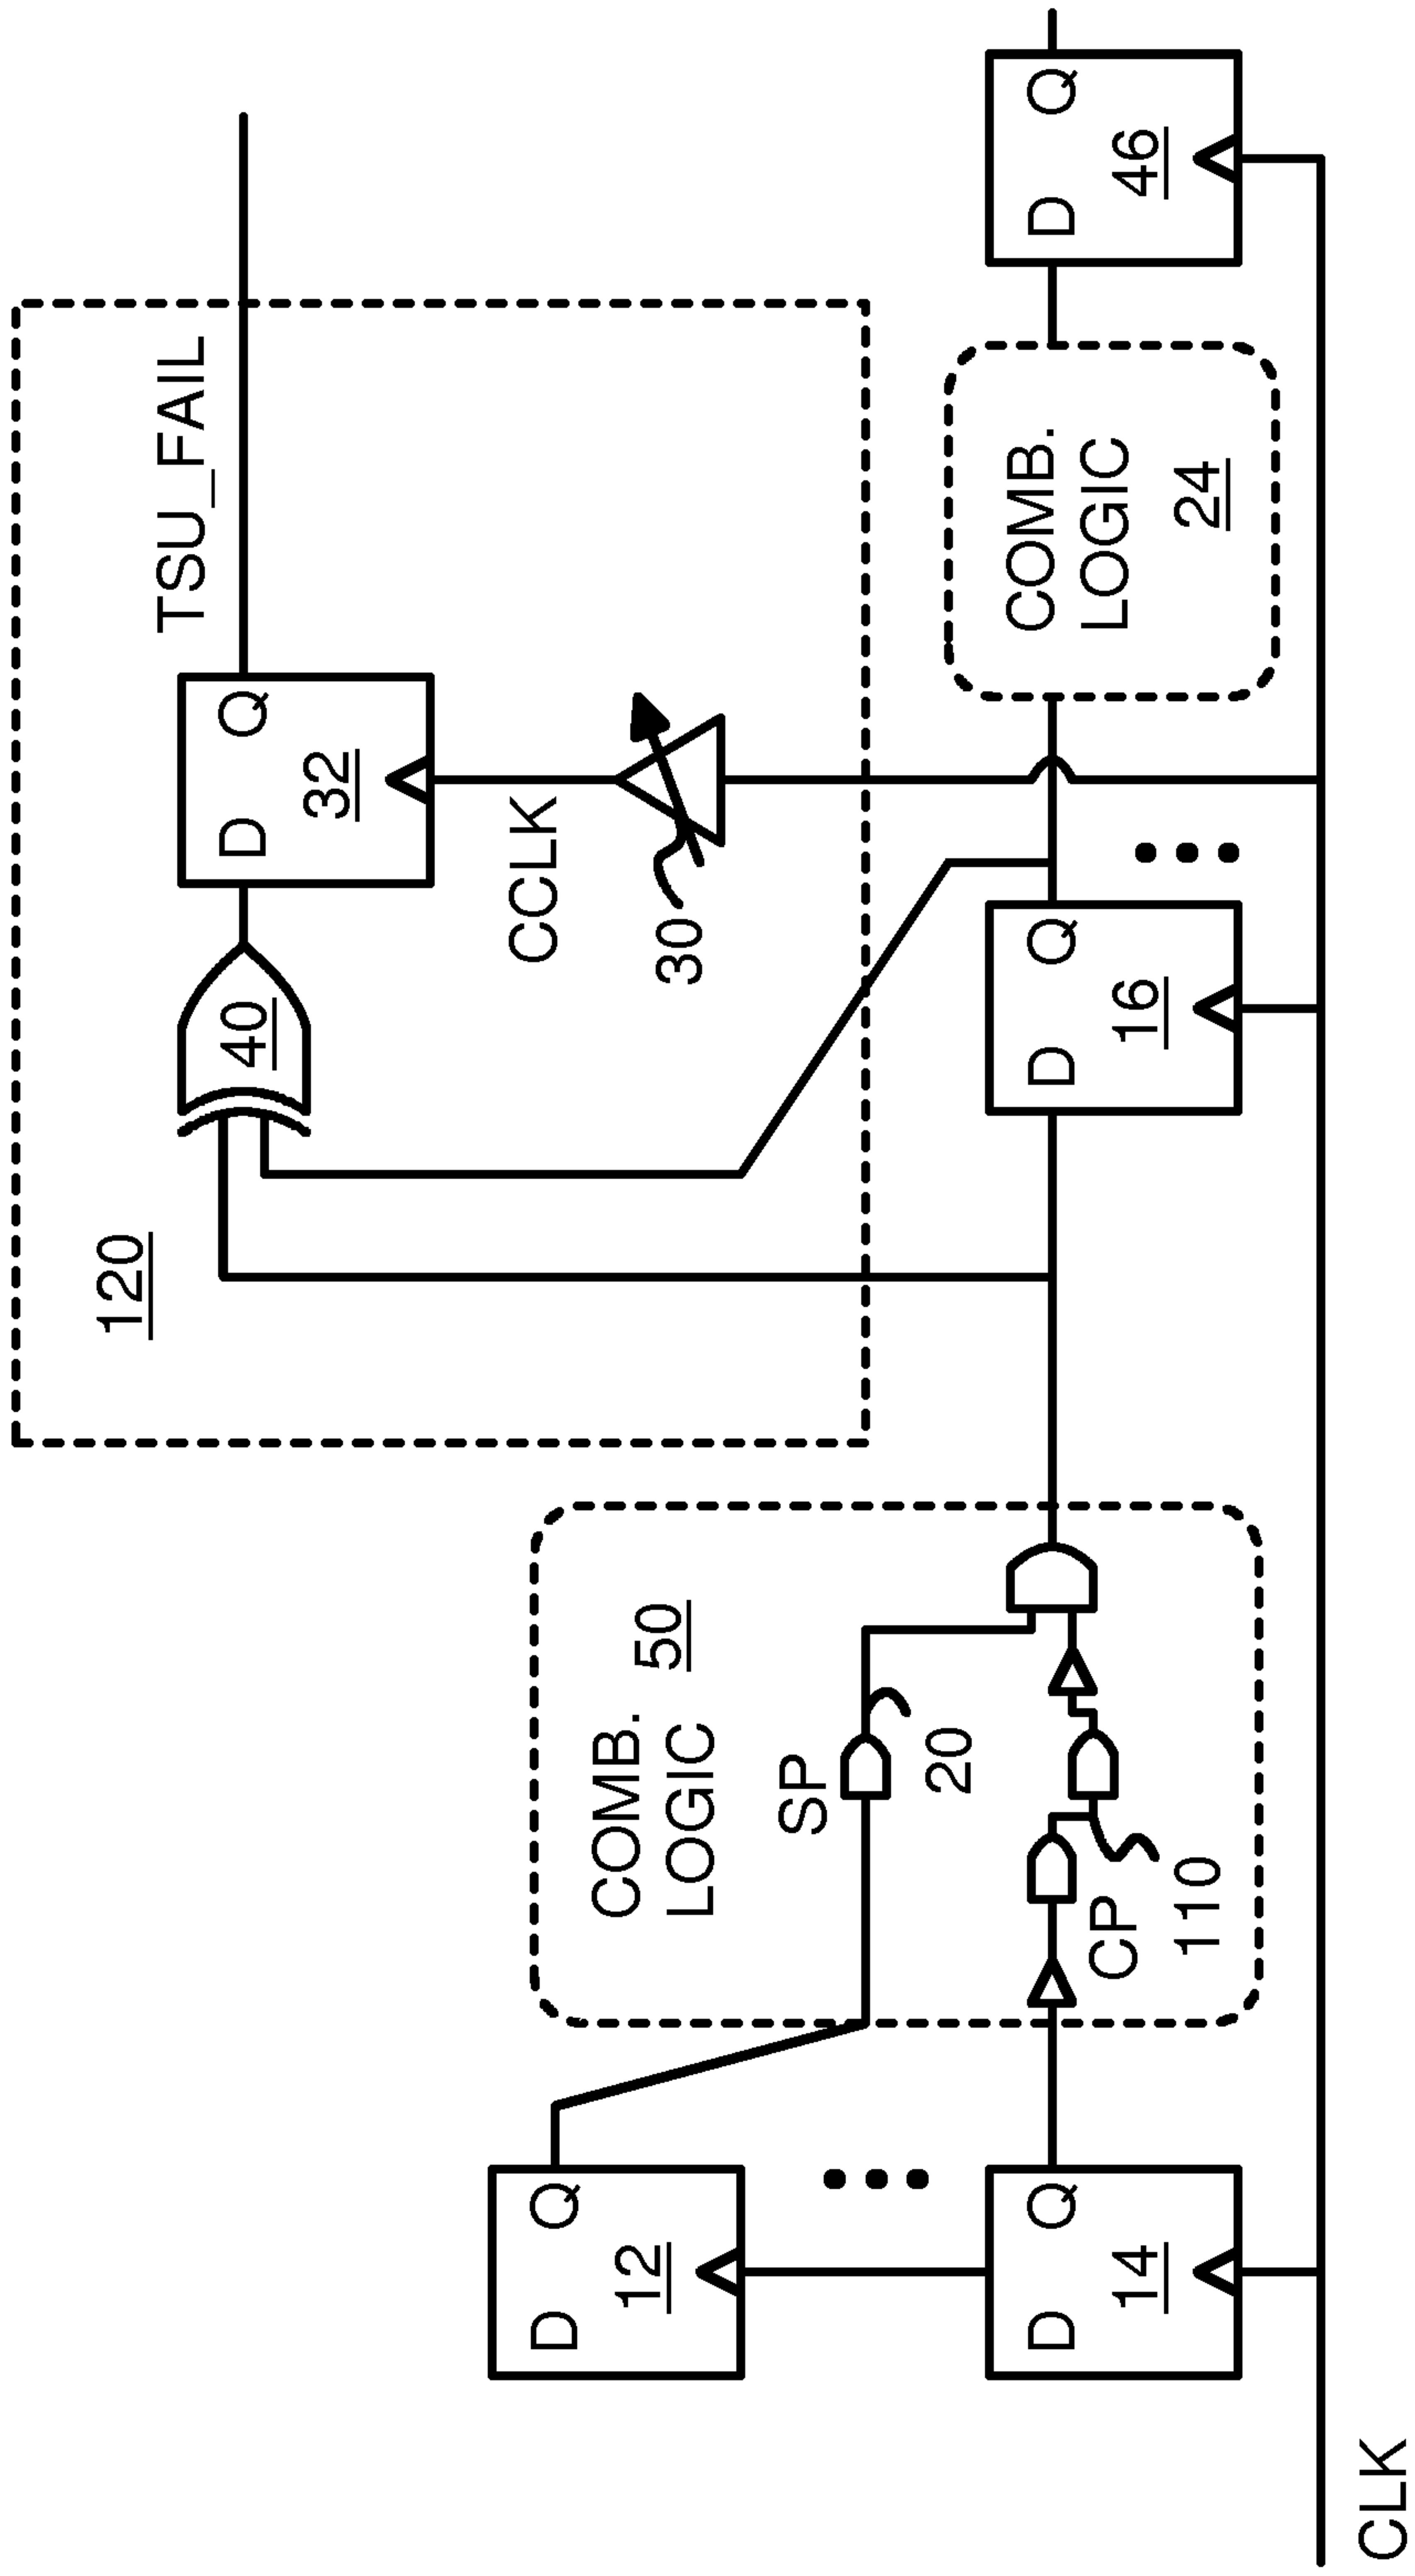 120
TSU_FAIL
40
D
Q
32
CCLK
30
COMB.
LOGIC
50
SP
20
CP
110
D
Q
12
D
Q
14
D
Q
16
COMB.
LOGIC
24
D
Q
46
CLK